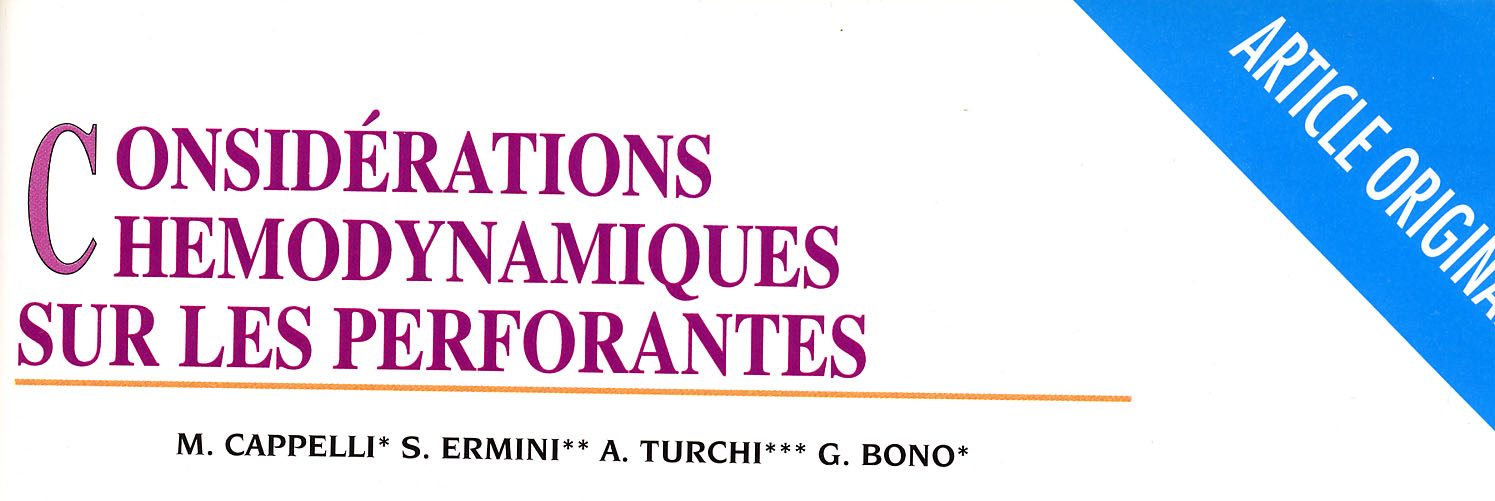 ARTICLE ORIGINA
CONSIDÉRATIONS
HEMODYNAMIQUES
SUR LES PERFORANTES
M. CAPPELLI* S. ERMINI** A. TURCHI*** G. BONO*